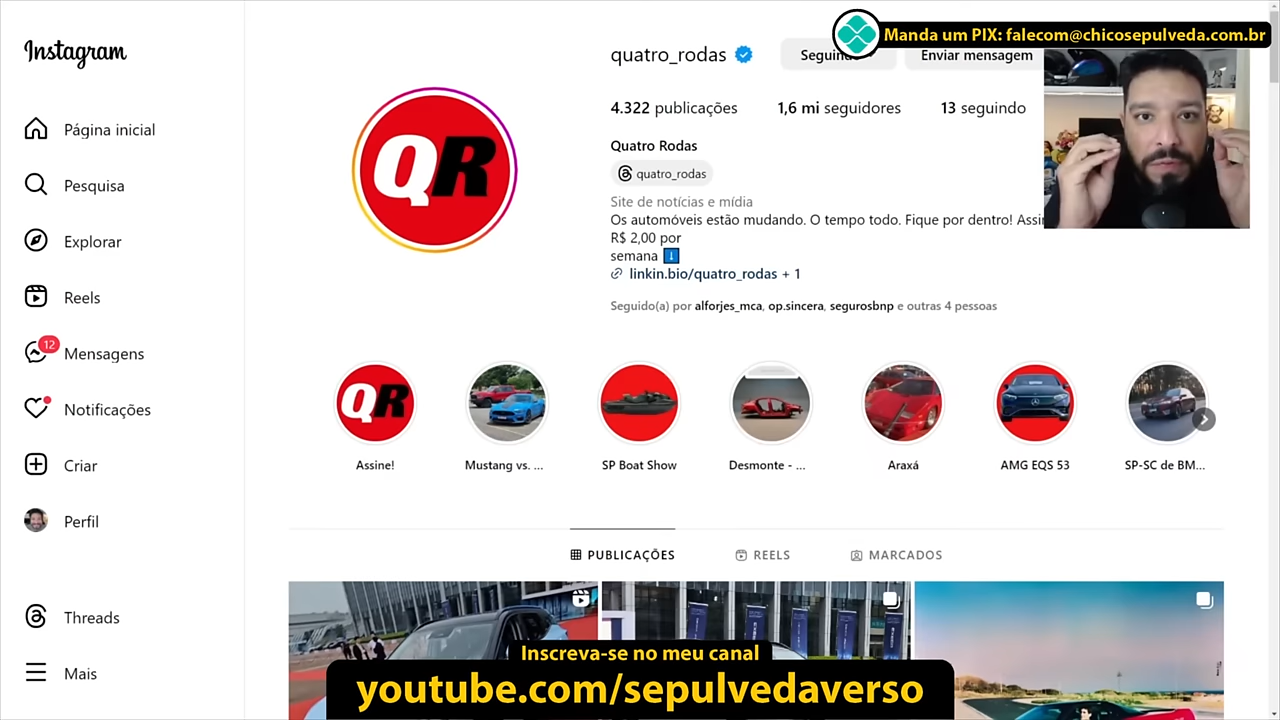 Manda um PIX: falecom@chicosepulveda.com.br
Instagram
quatro_rodas
Enviar mensagem
4.322 publicações
1,6 mi seguidores
13 seguindo
Quatro Rodas
quatro_rodas
Site de notícias e mídia
Os automóveis estão mudando. O tempo todo. Fique por dentro!
R$ 2,00 por
semana
linkin.bio/quatro_rodas + 1
Seguido(a) por alforjes_mca, op.sincera, segurosbnp e outras 4 pessoas
QR
Página inicial
Pesquisa
Explorar
Reels
12
Mensagens
Notificações
Criar
Perfil
Threads
Mais
QR
Assine!
Mustang vs. ...
SP Boat Show
Desmonte - ...
Araxá
AMG EQS 53
SP-SC de BM...
PUBLICAÇÕES
REELS
MARCADOS
Inscreva-se no meu canal
youtube.com/sepulvedaverso